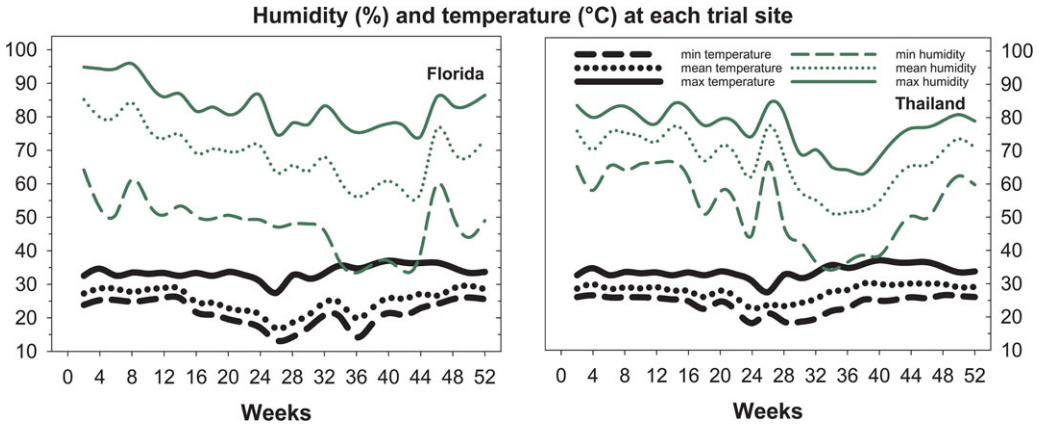 Humidity (%) and temperature (°C) at each trial site
Florida
100
90
80
70
60
50
40
30
20
10
0 4 8 12 16 20 24 28 32 36 40 44 48 52
Weeks
min temperature
mean temperature
max temperature
min humidity
mean humidity
max humidity
Thailand
100
90
80
70
60
50
40
30
20
10
0 4 8 12 16 20 24 28 32 36 40 44 48 52
Weeks